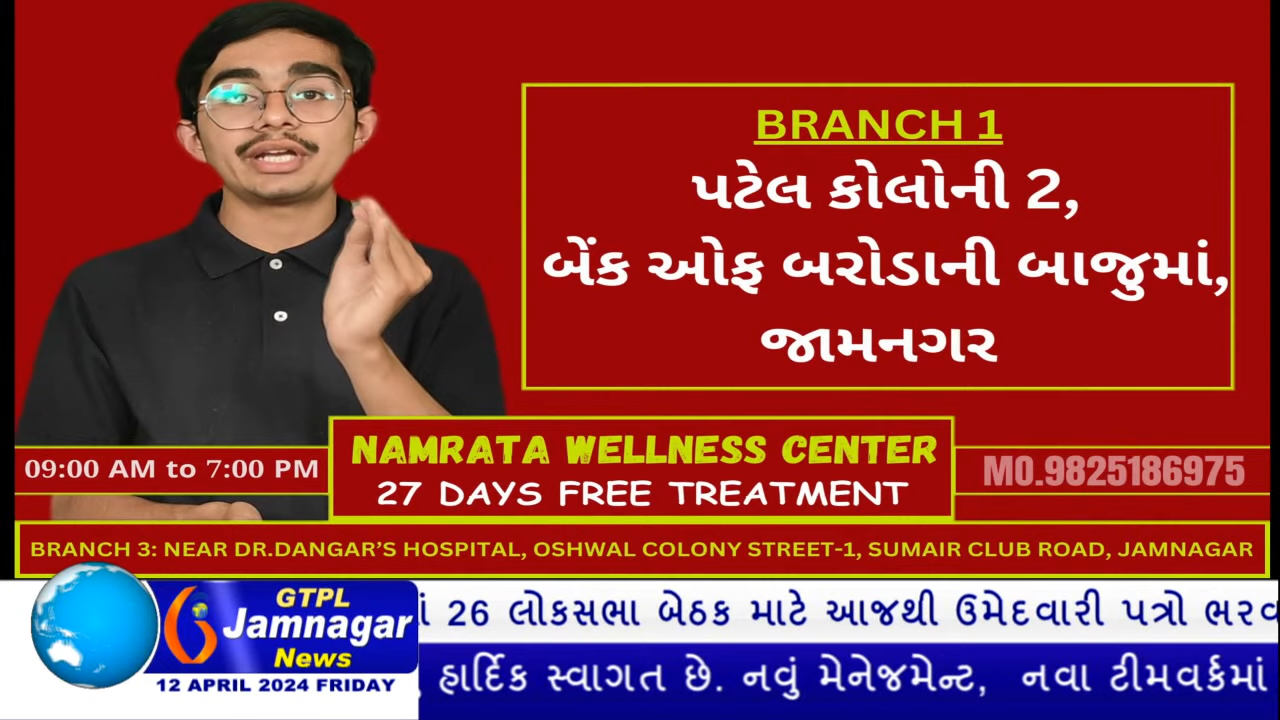 BRANCH 1
પટેલ કોલોની 2,
બેંક ઓફ બરોડાની બાજુમાં,
જામનગર
09:00 AM to 7:00 PM
NAMRATA WELLNESS CENTER
27 DAYS FREE TREATMENT
MO.9825186975
BRANCH 3: NEAR DR.DANGAR'S HOSPITAL, OSHWAL COLONY STREET-1, SUMAIR CLUB ROAD, JAMNAGAR
GTPL
Jamnagar
News
12 APRIL 2024 FRIDAY
26 લોકસભા બેઠક માટે આજથી ઉમેદવારી પત્રો
હાર્દિક સ્વાગત છે. નવું મેનેજમેન્ટ, નવા ટીમવર્કમાં